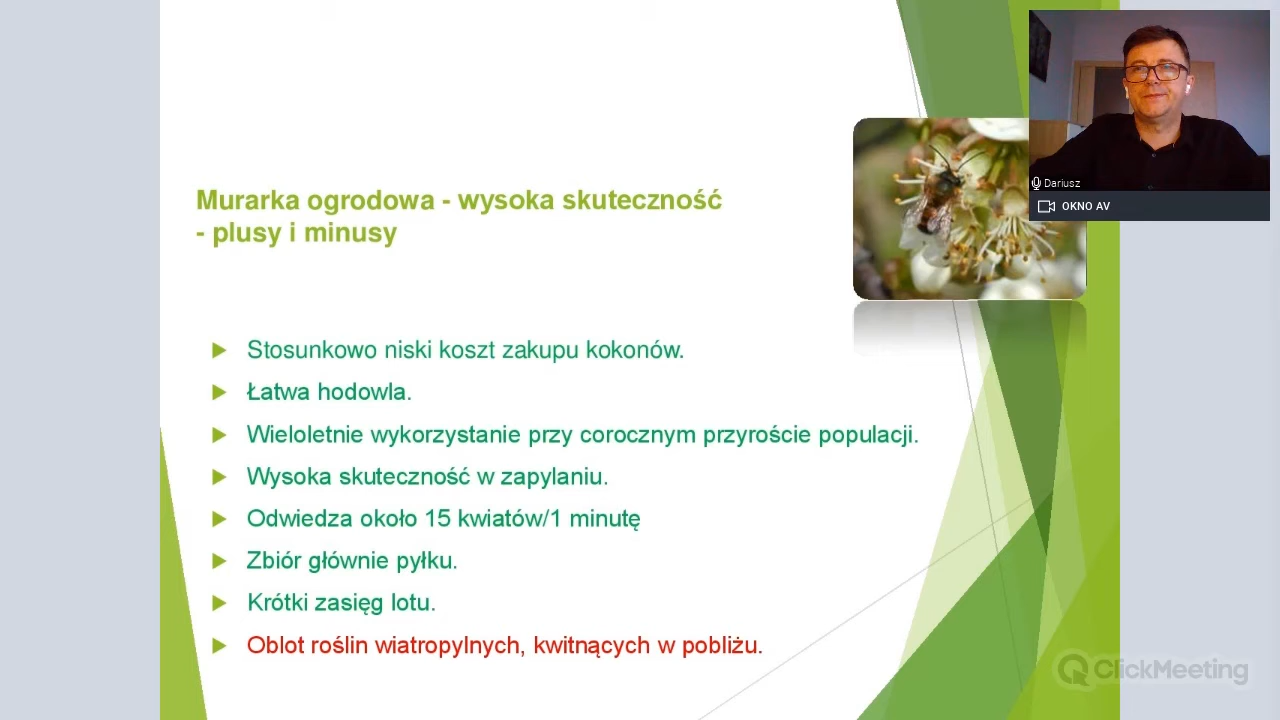 Murarka ogrodowa - wysoka skuteczność
- plusy i minusy
Stosunkowo niski koszt zakupu kokonów.
Łatwa hodowla.
Wieloletnie wykorzystanie przy corocznym przyroście populacji.
Wysoka skuteczność w zapylaniu.
Odwiedza około 15 kwiatów/1 minutę
Zbiór głównie pyłku.
Krótki zasięg lotu.
Oblot roślin wiatropylnych, kwitnących w pobliżu.
Dariusz
OKNO AV
ClickMeeting